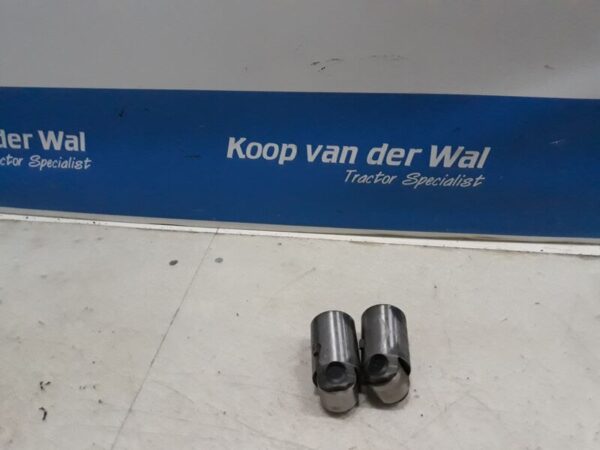 der Wal
ctor Specialist
Koop van der Wal
Tractor Specialist